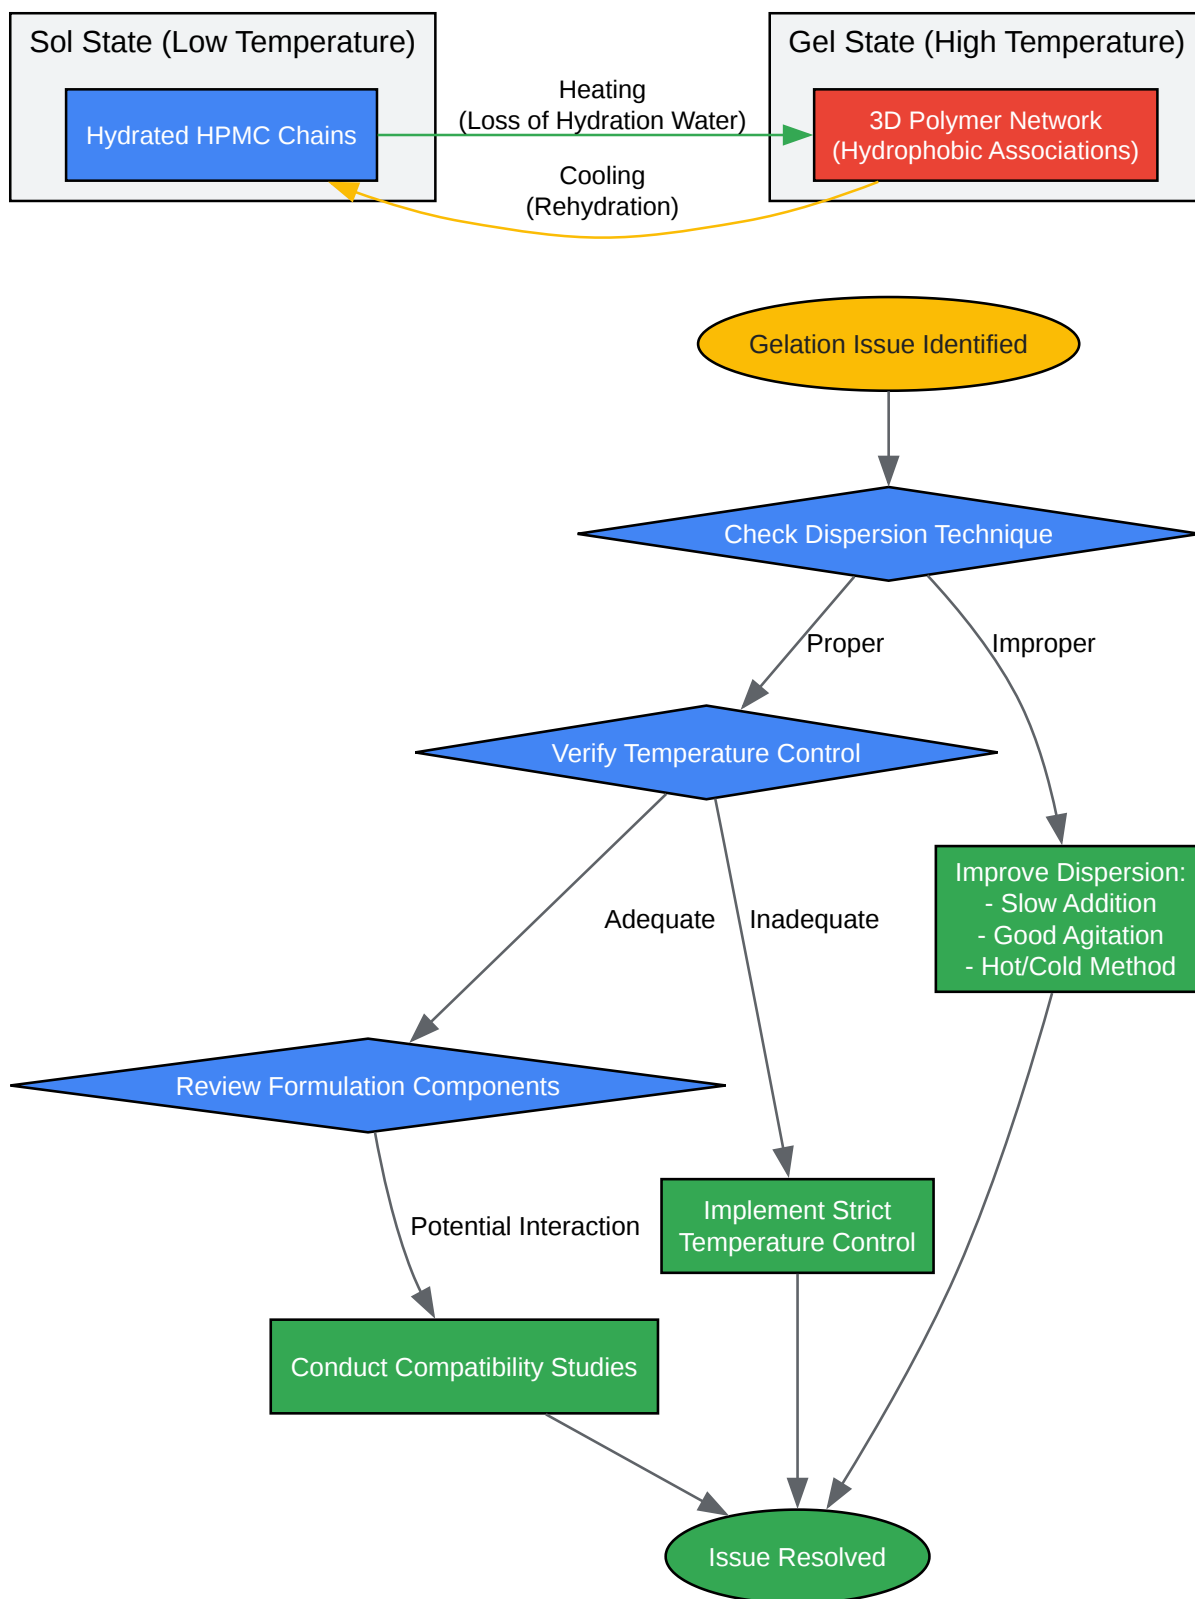 Sol State (Low Temperature)
Gel State (High Temperature)
Hydrated HPMC Chains
Heating
(Loss of Hydration Water)
3D Polymer Network
(Hydrophobic Associations)
Cooling
(Rehydration)
Gelation Issue Identified
Check Dispersion Technique
Proper
Improper
Verify Temperature Control
Improve Dispersion:
- Slow Addition
- Good Agitation
- Hot/Cold Method
Adequate
Inadequate
Review Formulation Components
Potential Interaction
Implement Strict
Temperature Control
Conduct Compatibility Studies
Issue Resolved